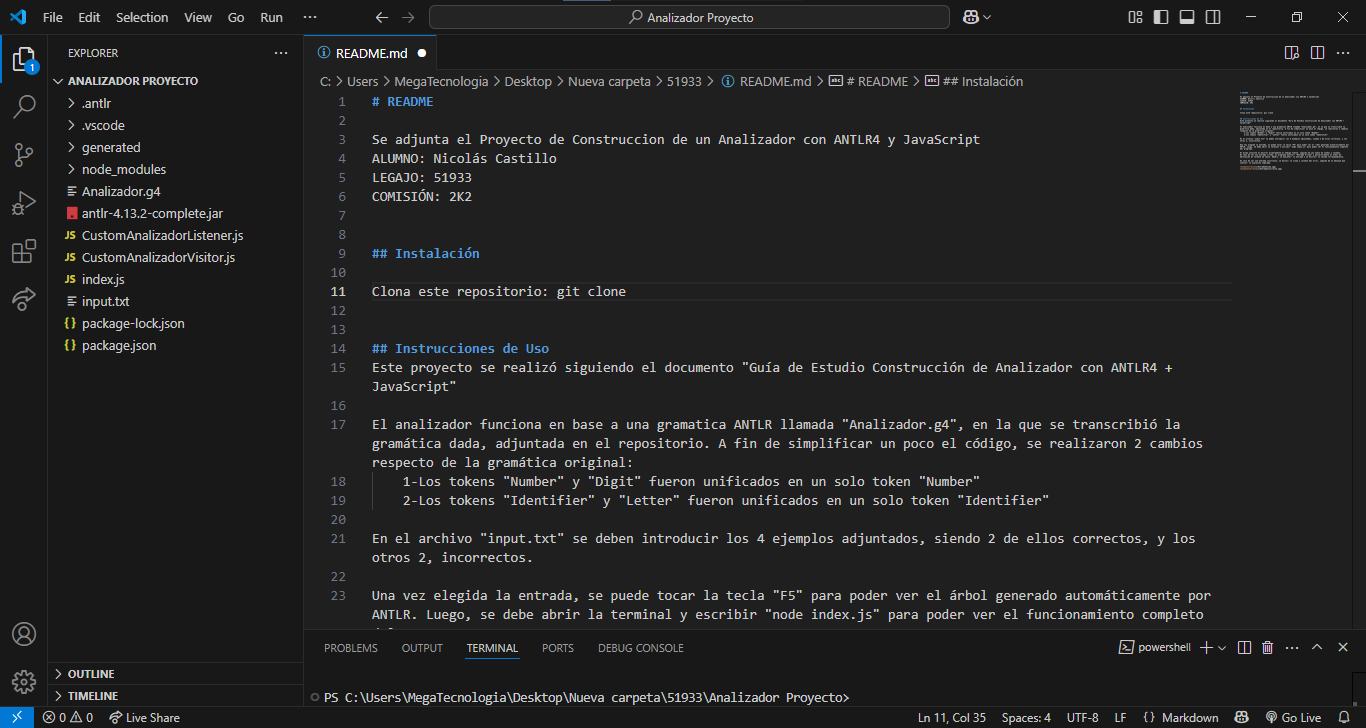 File Edit Selection View Go Run ···
Analizador Proyecto
EXPLORER
ANALIZADOR PROYECTO
.antlr
.vscode
generated
node_modules
Analizador.g4
antlr-4.13.2-complete.jar
JS CustomAnalizadorListener.js
JS CustomAnalizadorVisitor.js
JS index.js
input.txt
{} package-lock.json
{} package.json
OUTLINE
TIMELINE
1
README.md
C: > Users > MegaTecnologia > Desktop > Nueva carpeta > 51933 > README.md > # README > ## Instalación
1 # README
2
3 Se adjunta el Proyecto de Construccion de un Analizador con ANTLR4 y JavaScript
4 ALUMNO: Nicolás Castillo
5 LEGAJO: 51933
6 COMISIÓN: 2K2
7
8
9 ## Instalación
10
11 Clona este repositorio: git clone
12
13
14 ## Instrucciones de Uso
15 Este proyecto se realizó siguiendo el documento "Guía de Estudio Construcción de Analizador con ANTLR4 +
JavaScript"
16
17 El analizador funciona en base a una gramatica ANTLR llamada "Analizador.g4", en la que se transcribió la
gramática dada, adjuntada en el repositorio. A fin de simplificar un poco el código, se realizaron 2 cambios
respecto de la gramática original:
18 1-Los tokens "Number" y "Digit" fueron unificados en un solo token "Number"
19 2-Los tokens "Identifier" y "Letter" fueron unificados en un solo token "Identifier"
20
21 En el archivo "input.txt" se deben introducir los 4 ejemplos adjuntados, siendo 2 de ellos correctos, y los
otros 2, incorrectos.
22
23 Una vez elegida la entrada, se puede tocar la tecla "F5" para poder ver el árbol generado automáticamente por
ANTLR. Luego, se debe abrir la terminal y escribir "node index.js" para poder ver el funcionamiento completo
PROBLEMS OUTPUT TERMINAL PORTS DEBUG CONSOLE
powershell
PS C:\Users\MegaTecnologia\Desktop\Nueva carpeta\51933\Analizador Proyecto>
0 0 Live Share
Ln 11, Col 35 Spaces: 4 UTF-8 LF {} Markdown Go Live